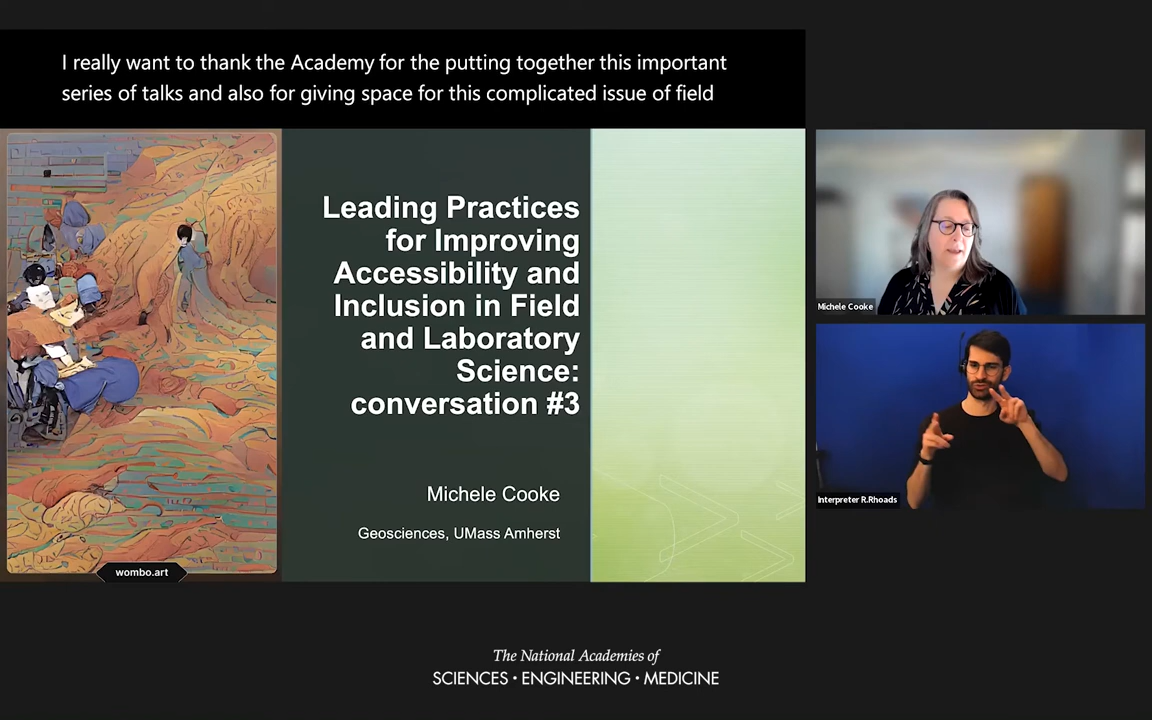 I really want to thank the Academy for the putting together this important
series of talks and also for giving space for this complicated issue of field
Leading Practices
for Improving
Accessibility and
Inclusion in Field
and Laboratory
Science:
conversation #3
Michele Cooke
Geosciences, UMass Amherst
wombo.art
Michele Cooke
Interpreter R.Rhoads
The National Academies of
SCIENCES • ENGINEERING • MEDICINE